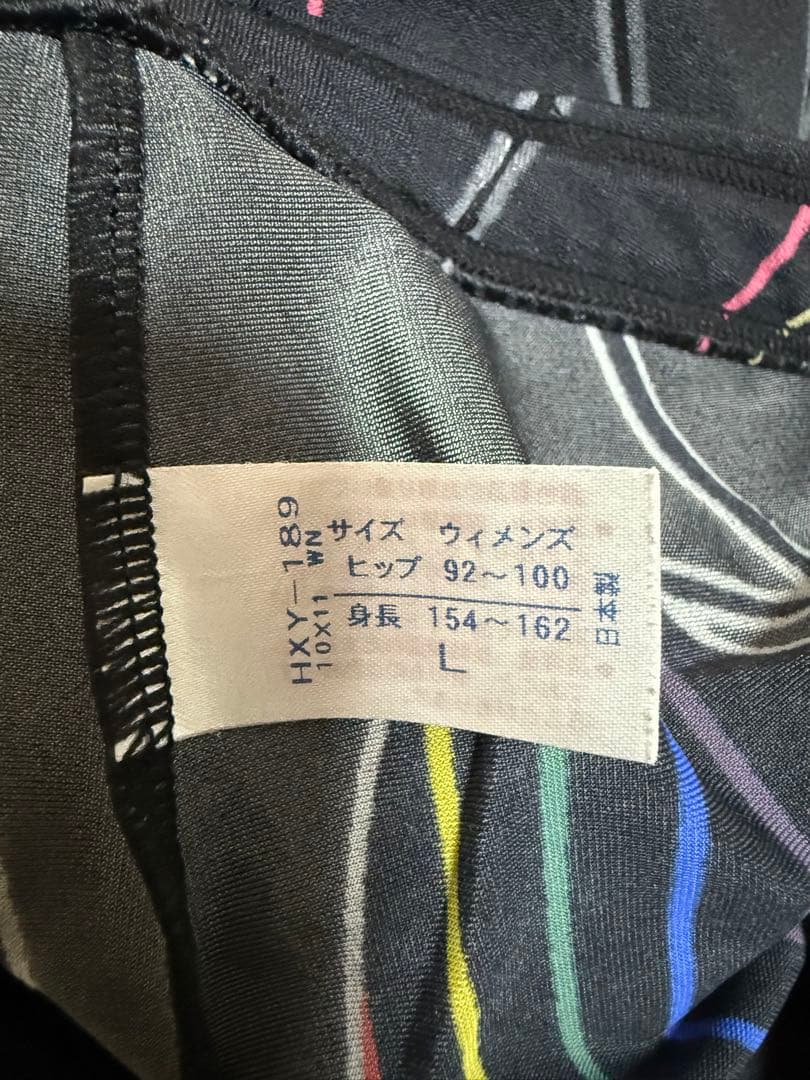 サイズ ウィメンズ
ヒップ 92～100
身長 154～162
L
日本製
HXY-189
10X11 WN